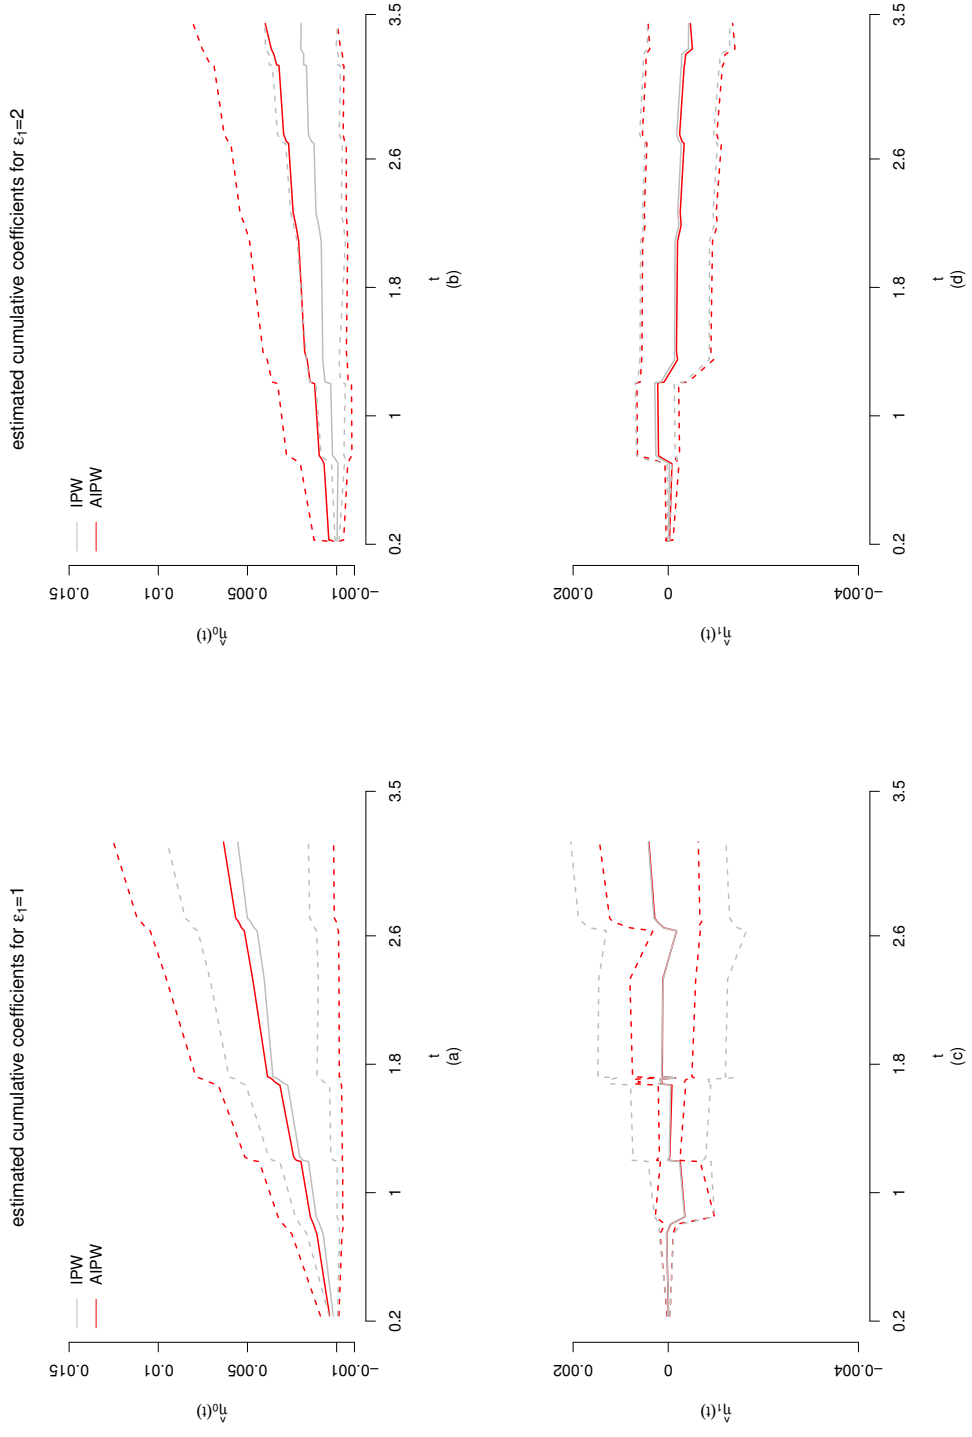 estimated cumulative coefficients for ε₁=1
IPW
AIPW
0.015
0.01
0.005
−0.001
η̂₀(t)
0.2 1 1.8 2.6 3.5
t
(a)
estimated cumulative coefficients for ε₁=2
IPW
AIPW
0.015
0.01
0.005
−0.001
η̂₀(t)
0.2 1 1.8 2.6 3.5
t
(b)
0.002
0
−0.004
η̂₁(t)
0.2 1 1.8 2.6 3.5
t
(c)
0.002
0
−0.004
η̂₁(t)
0.2 1 1.8 2.6 3.5
t
(d)